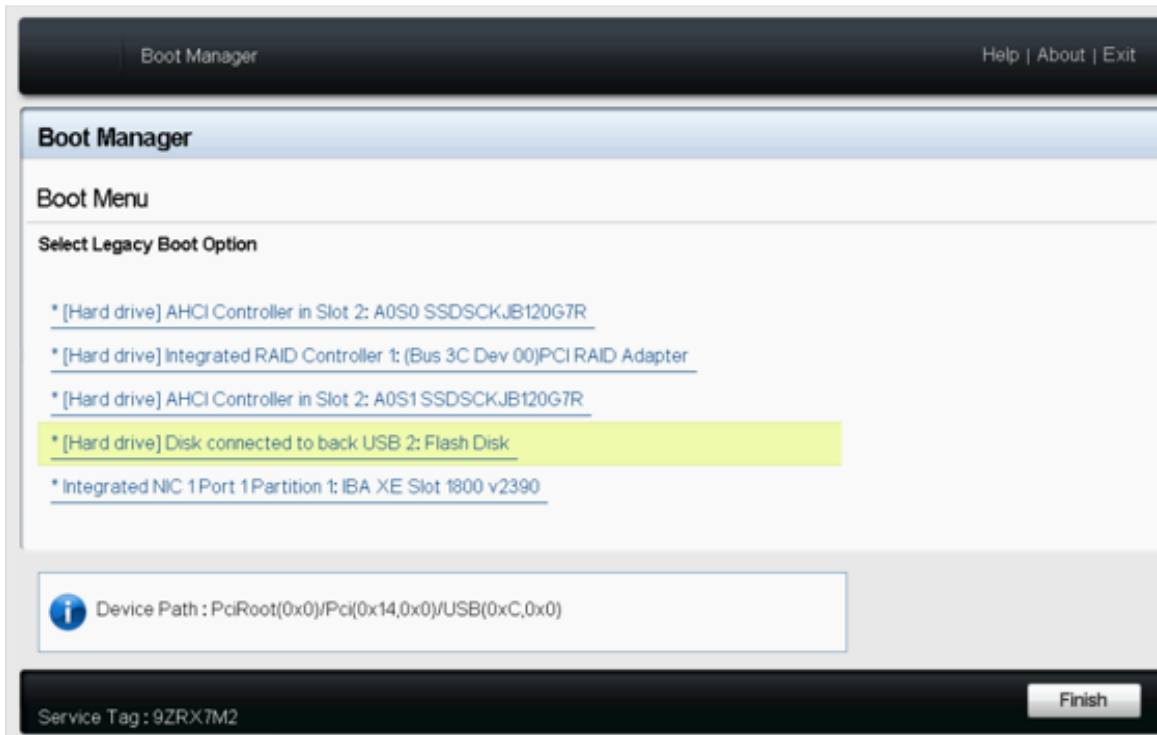 Boot Manager
Help | About | Exit
Boot Manager
Boot Menu
Select Legacy Boot Option
* [Hard drive] AHCI Controller in Slot 2: A0S0 SSDSCKJB120G7R
* [Hard drive] Integrated RAID Controller 1: (Bus 3C Dev 00)PCI RAID Adapter
* [Hard drive] AHCI Controller in Slot 2: A0S1 SSDSCKJB120G7R
* [Hard drive] Disk connected to back USB 2: Flash Disk
* Integrated NIC 1 Port 1 Partition 1: IBA XE Slot 1800 v2390
Device Path : PciRoot(0x0)/Pci(0x14,0x0)/USB(0xC,0x0)
Finish
Service Tag : 9ZRX7M2